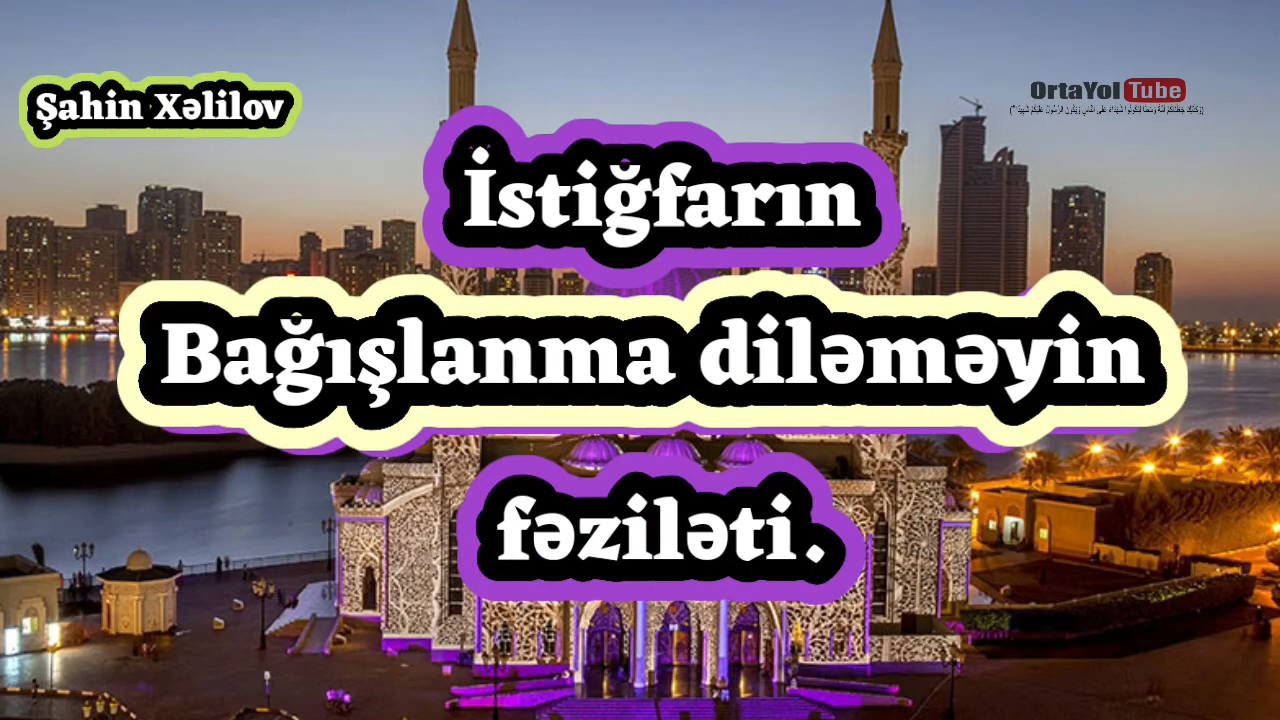 Şahin Xəlilov
OrtaYol Tube
İstiğfarın
Bağışlanma diləməyin
fəziləti.